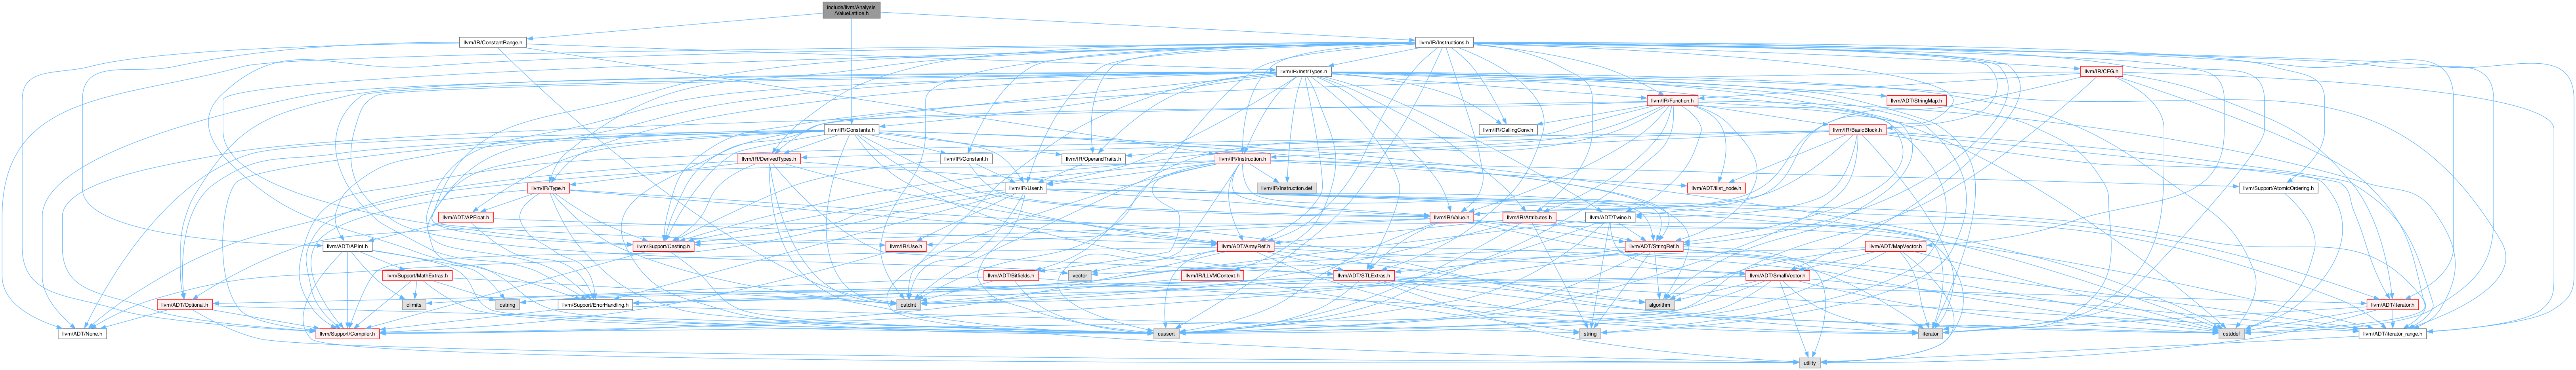 include/llvm/Analysis
/ValueLattice.h
llvm/IR/ConstantRange.h
llvm/IR/Instructions.h
llvm/IR/InstrTypes.h
llvm/IR/CFG.h
llvm/IR/Function.h
llvm/ADT/StringMap.h
llvm/IR/Constants.h
llvm/IR/CallingConv.h
llvm/IR/BasicBlock.h
llvm/IR/DerivedTypes.h
llvm/IR/Constant.h
llvm/IR/OperandTraits.h
llvm/IR/Instruction.h
llvm/IR/Type.h
llvm/IR/User.h
llvm/IR/Instruction.def
llvm/ADT/ilist_node.h
llvm/Support/AtomicOrdering.h
llvm/ADT/APFloat.h
llvm/IR/Value.h
llvm/IR/Attributes.h
llvm/ADT/Twine.h
llvm/ADT/APInt.h
llvm/Support/Casting.h
llvm/IR/Use.h
llvm/ADT/ArrayRef.h
llvm/ADT/StringRef.h
llvm/ADT/MapVector.h
llvm/Support/MathExtras.h
vector
llvm/ADT/Bitfields.h
llvm/IR/LLVMContext.h
llvm/ADT/STLExtras.h
llvm/ADT/SmallVector.h
llvm/ADT/Optional.h
climits
cstring
llvm/Support/ErrorHandling.h
cstdint
algorithm
llvm/ADT/iterator.h
llvm/ADT/None.h
llvm/Support/Compiler.h
cassert
string
iterator
cstddef
llvm/ADT/iterator_range.h
utility